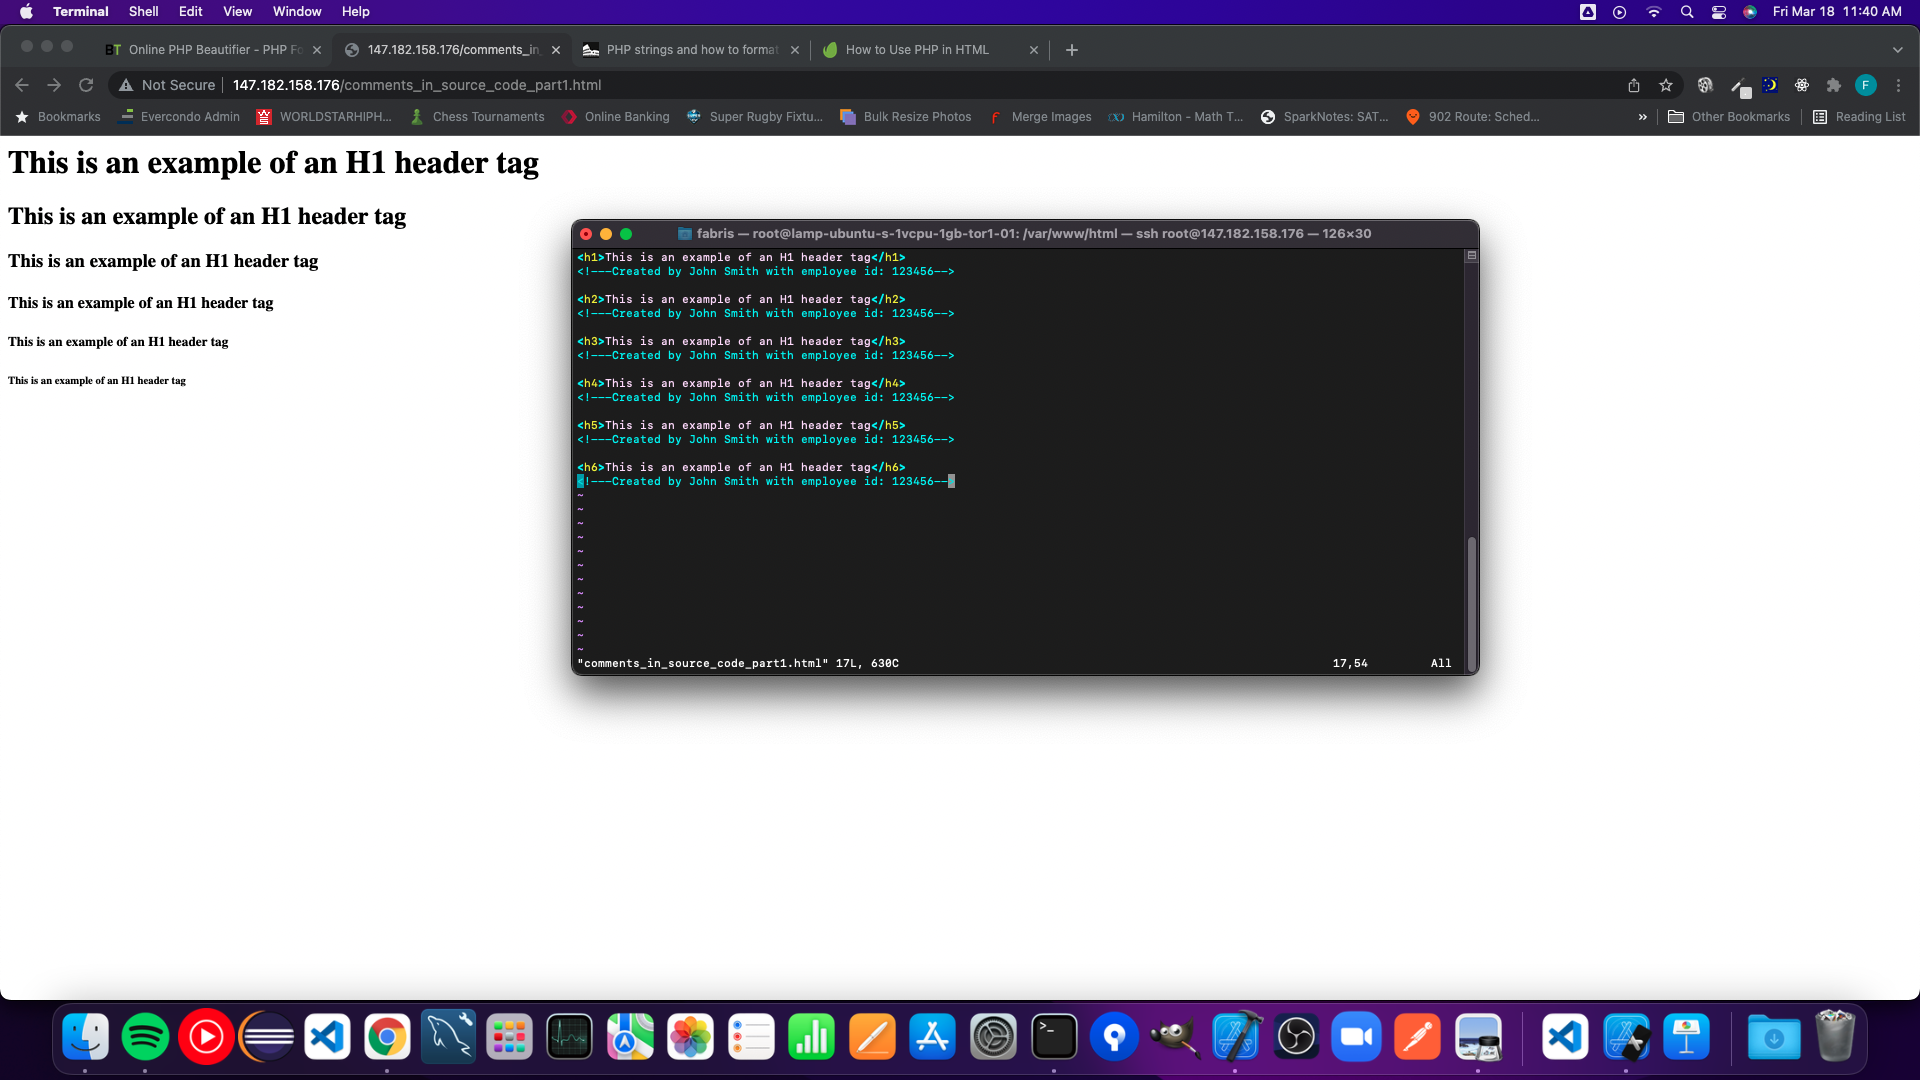 Terminal Shell Edit View Window Help Fri Mar 18 11:40 AM
BT Online PHP Beautifier - PHP Fo 147.182.158.176/comments_in_ PHP strings and how to format How to Use PHP in HTML
Not Secure 147.182.158.176/comments_in_source_code_part1.html F
Bookmarks Evercondo Admin WORLDSTARHIPH... Chess Tournaments Online Banking Super Rugby Fixtu... Bulk Resize Photos Merge Images Hamilton - Math T... SparkNotes: SAT... 902 Route: Sched... » Other Bookmarks Reading List
This is an example of an H1 header tag
This is an example of an H1 header tag
This is an example of an H1 header tag
This is an example of an H1 header tag
This is an example of an H1 header tag
This is an example of an H1 header tag
fabris — root@lamp-ubuntu-s-1vcpu-1gb-tor1-01: /var/www/html — ssh root@147.182.158.176 — 126×30
<h1>This is an example of an H1 header tag</h1>
<!---Created by John Smith with employee id: 123456-->
<h2>This is an example of an H1 header tag</h2>
<!---Created by John Smith with employee id: 123456-->
<h3>This is an example of an H1 header tag</h3>
<!---Created by John Smith with employee id: 123456-->
<h4>This is an example of an H1 header tag</h4>
<!---Created by John Smith with employee id: 123456-->
<h5>This is an example of an H1 header tag</h5>
<!---Created by John Smith with employee id: 123456-->
<h6>This is an example of an H1 header tag</h6>
<!---Created by John Smith with employee id: 123456-->
~
~
~
~
~
~
~
~
~
~
~
~
"comments_in_source_code_part1.html" 17L, 630C 17,54 All